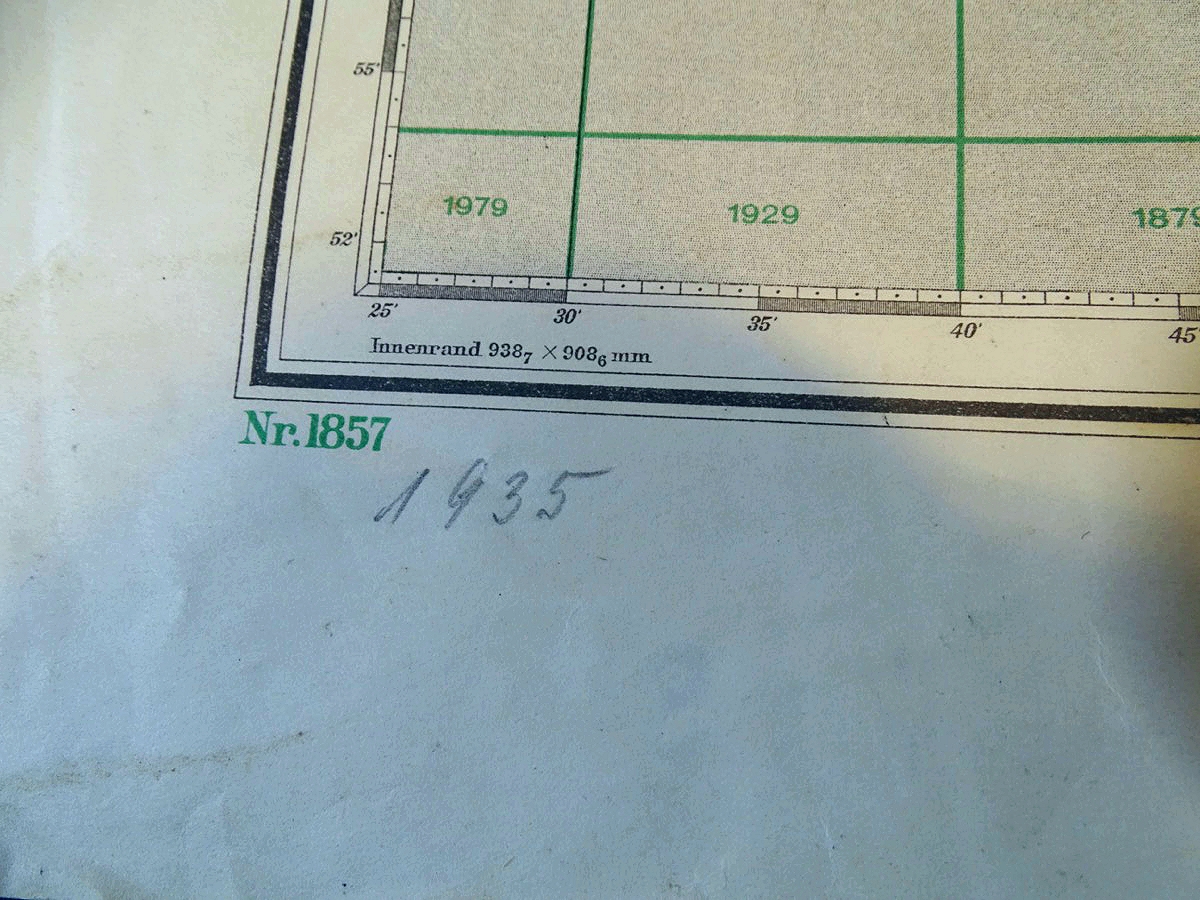 55'
1979 1929 1879
52'
25' 30' 35' 40' 45'
Innenrand 938₇ × 908₆ mm
Nr. 1857
1935